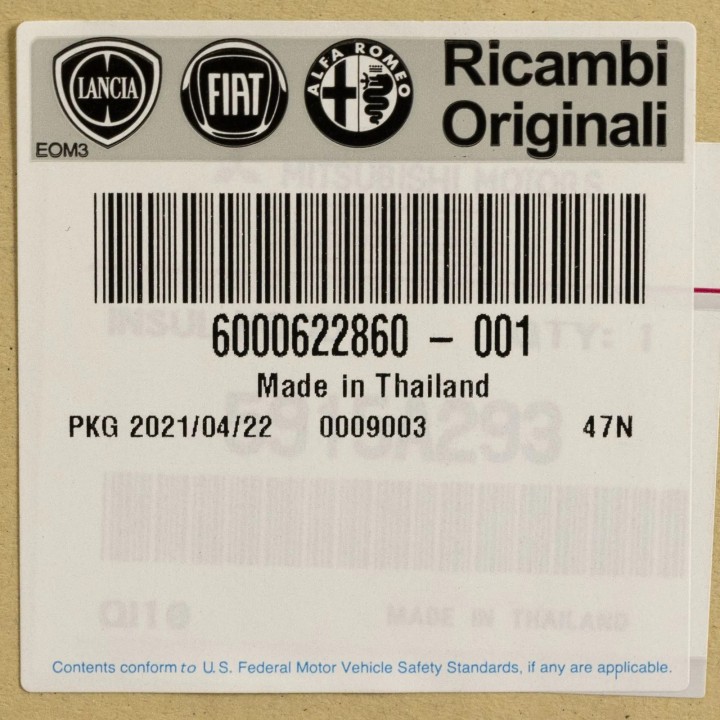 LANCIA
FIAT
ALFA ROMEO
Ricambi
Originali
EOM3
MITSUBISHI MOTORS
INSUL
QTY: 1
6000622860 - 001
Made in Thailand
PKG 2021/04/22 0009003 47N
5915A293
MADE IN THAILAND
Contents conform to U.S. Federal Motor Vehicle Safety Standards, if any are applicable.